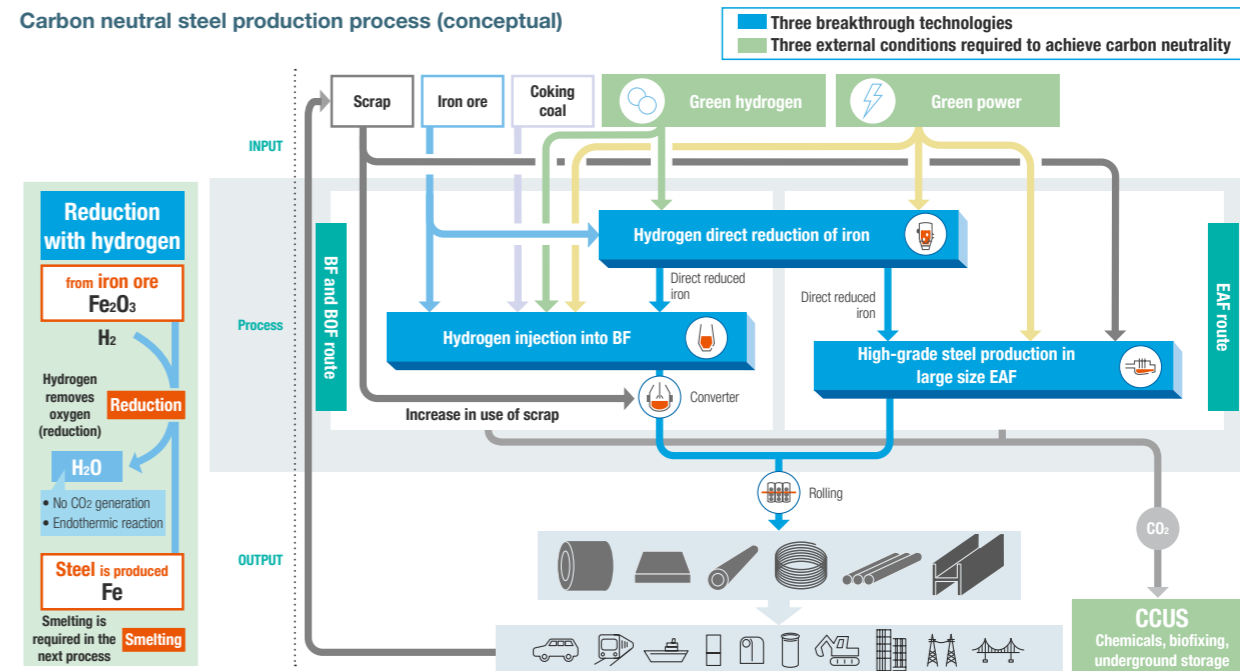 Carbon neutral steel production process (conceptual)
Three breakthrough technologies
Three external conditions required to achieve carbon neutrality
Scrap
Iron ore
Coking
coal
Green hydrogen
Green power
INPUT
Reduction
with hydrogen
from iron ore
Fe₂O₃
H₂
Hydrogen
removes
oxygen
(reduction)
Reduction
H₂O
• No CO₂ generation
• Endothermic reaction
Steel is produced
Fe
Smelting is
required in the
next process
Smelting
Process
BF and BOF route
Hydrogen direct reduction of iron
Direct reduced
iron
Direct reduced
iron
Hydrogen injection into BF
High-grade steel production in
large size EAF
EAF route
Converter
Increase in use of scrap
Rolling
CO₂
OUTPUT
CCUS
Chemicals, biofixing,
underground storage